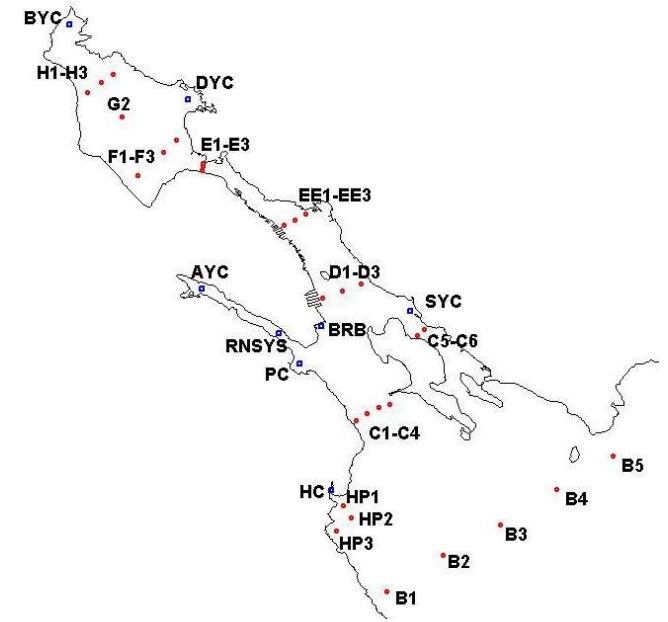 BYC
H1-H3
DYC
G2
E1-E3
F1-F3
EE1-EE3
AYC
D1-D3
SYC
BRB
RNSYS
C5-C6
PC
C1-C4
B5
HC
HP1
B4
HP2
B3
HP3
B2
B1